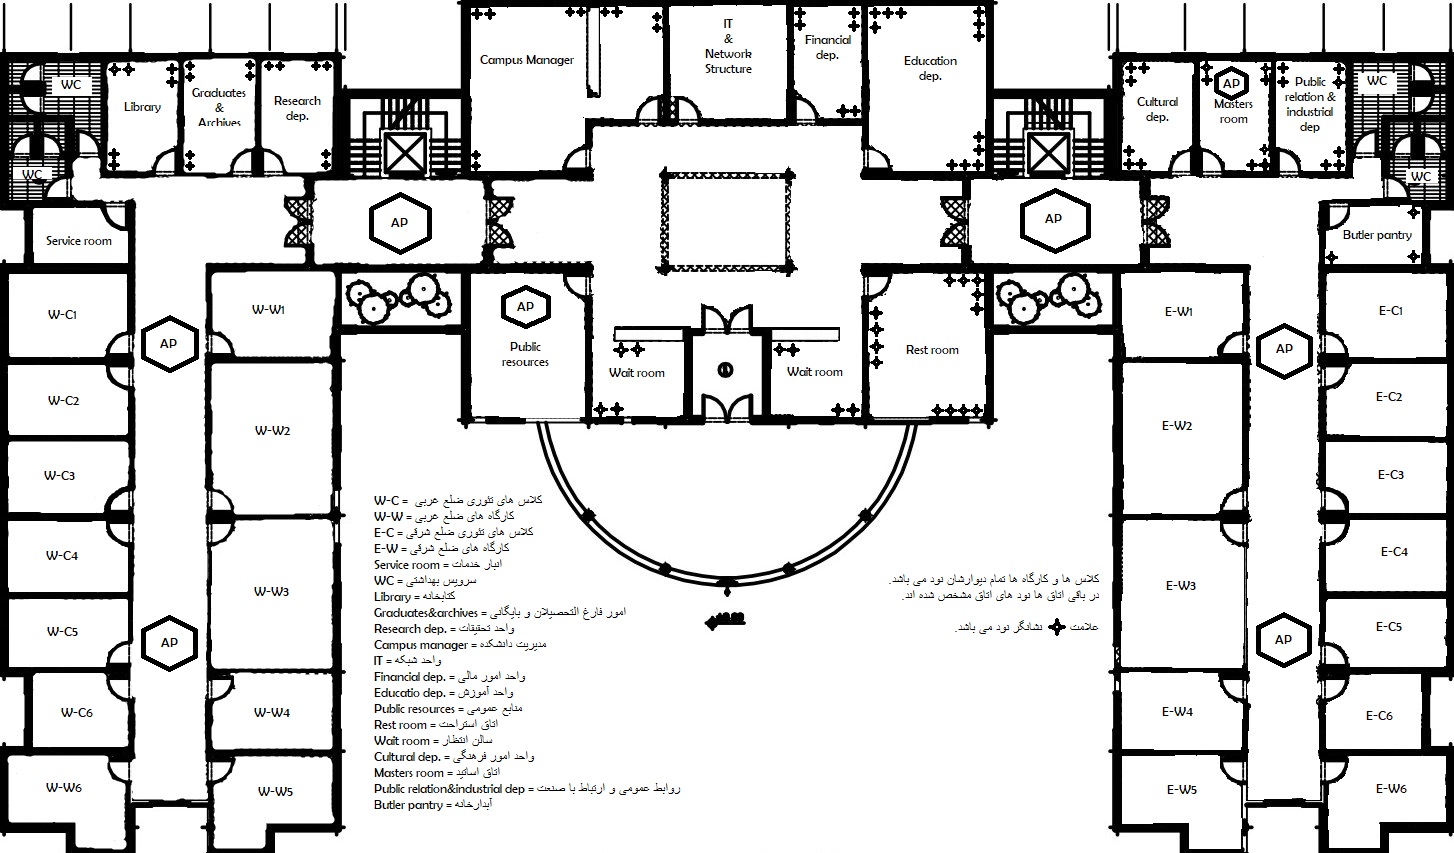 Campus Manager
IT
&
Network
Structure
Financial
dep.
Education
dep.
WC
Library
Graduates
&
Archives
Research
dep.
Cultural
dep.
AP
Masters
room
Public
relation &
industrial
dep
WC
WC
WC
AP
AP
Service room
Butler pantry
W-C1
AP
W-W1
AP
Public
resources
Wait room
Wait room
Rest room
E-W1
AP
E-C1
W-C2
W-W2
E-W2
E-C2
W-C3
E-C3
W-C4
W-W3
E-W3
E-C4
W-C5
AP
AP
E-C5
W-C6
W-W4
E-W4
E-C6
W-W6
W-W5
E-W5
E-W6
W-C = کلاس های تئوری ضلع غربی
W-W = کارگاه های ضلع غربی
E-C = کلاس های تئوری ضلع شرقی
E-W = کارگاه های ضلع شرقی
Service room = انبار خدمات
WC = سرویس بهداشتی
Library = کتابخانه
Graduates&archives = امور فارغ التحصیلان و بایگانی
Research dep. = واحد تحقیقات
Campus manager = مدیریت دانشکده
IT = واحد شبکه
Financial dep. = واحد امور مالی
Educatio dep. = واحد آموزش
Public resources = منابع عمومی
Rest room = اتاق استراحت
Wait room = سالن انتظار
Cultural dep. = واحد امور فرهنگی
Masters room = اتاق اساتید
Public relation&industrial dep = روابط عمومی و ارتباط با صنعت
Butler pantry = آبدارخانه
کلاس ها و کارگاه ها تمام دیوارشان نود می باشد.
در باقی اتاق ها نود های اتاق مشخص شده اند.
علامت نشانگر نود می باشد.